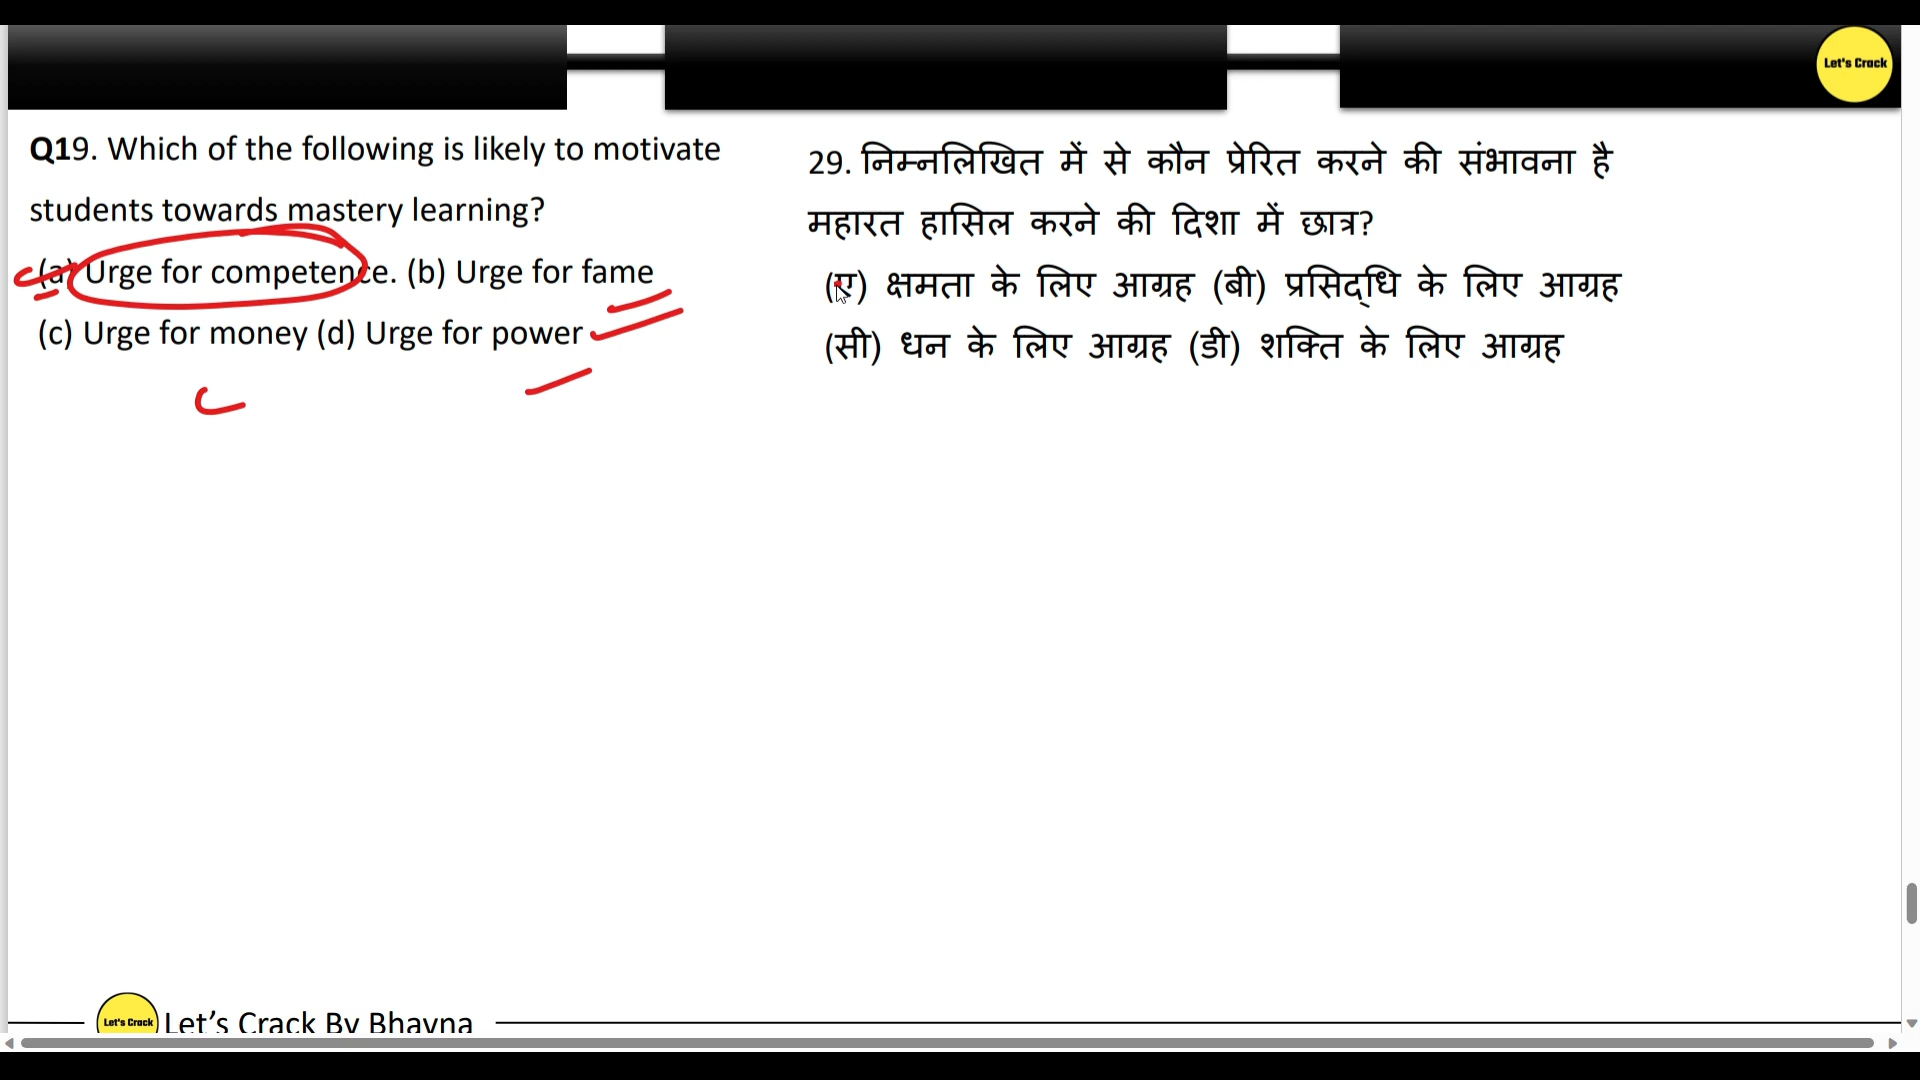 Let's Crack
Q19. Which of the following is likely to motivate
students towards mastery learning?
(a) Urge for competence. (b) Urge for fame
(c) Urge for money (d) Urge for power
29. निम्नलिखित में से कौन प्रेरित करने की संभावना है
महारत हासिल करने की दिशा में छात्र?
(ए) क्षमता के लिए आग्रह (बी) प्रसिद्धि के लिए आग्रह
(सी) धन के लिए आग्रह (डी) शक्ति के लिए आग्रह
Let's Crack Let’s Crack By Bhavna